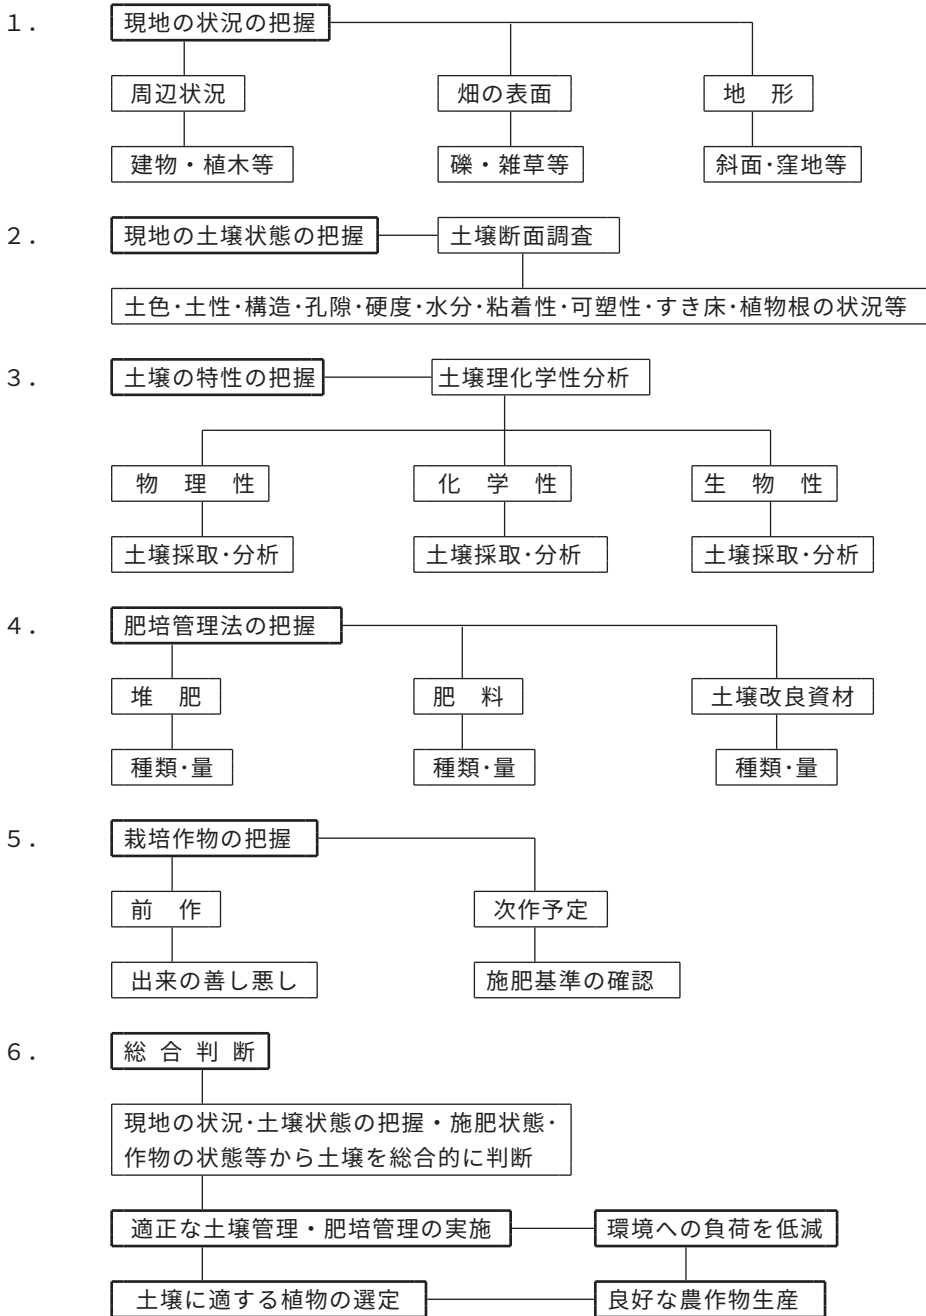 １． 現地の状況の把握
周辺状況 畑の表面 地　形
建物・植木等 礫・雑草等 斜面･窪地等
２． 現地の土壌状態の把握 土壌断面調査
土色･土性･構造･孔隙･硬度･水分･粘着性･可塑性･すき床･植物根の状況等
３． 土壌の特性の把握 土壌理化学性分析
物　理　性 化　学　性 生　物　性
土壌採取･分析 土壌採取･分析 土壌採取･分析
４． 肥培管理法の把握
堆　肥 肥　料 土壌改良資材
種類･量 種類･量 種類･量
５． 栽培作物の把握
前　作 次作予定
出来の善し悪し 施肥基準の確認
６． 総 合 判 断
現地の状況･土壌状態の把握・施肥状態･
作物の状態等から土壌を総合的に判断
適正な土壌管理・肥培管理の実施 環境への負荷を低減
土壌に適する植物の選定 良好な農作物生産